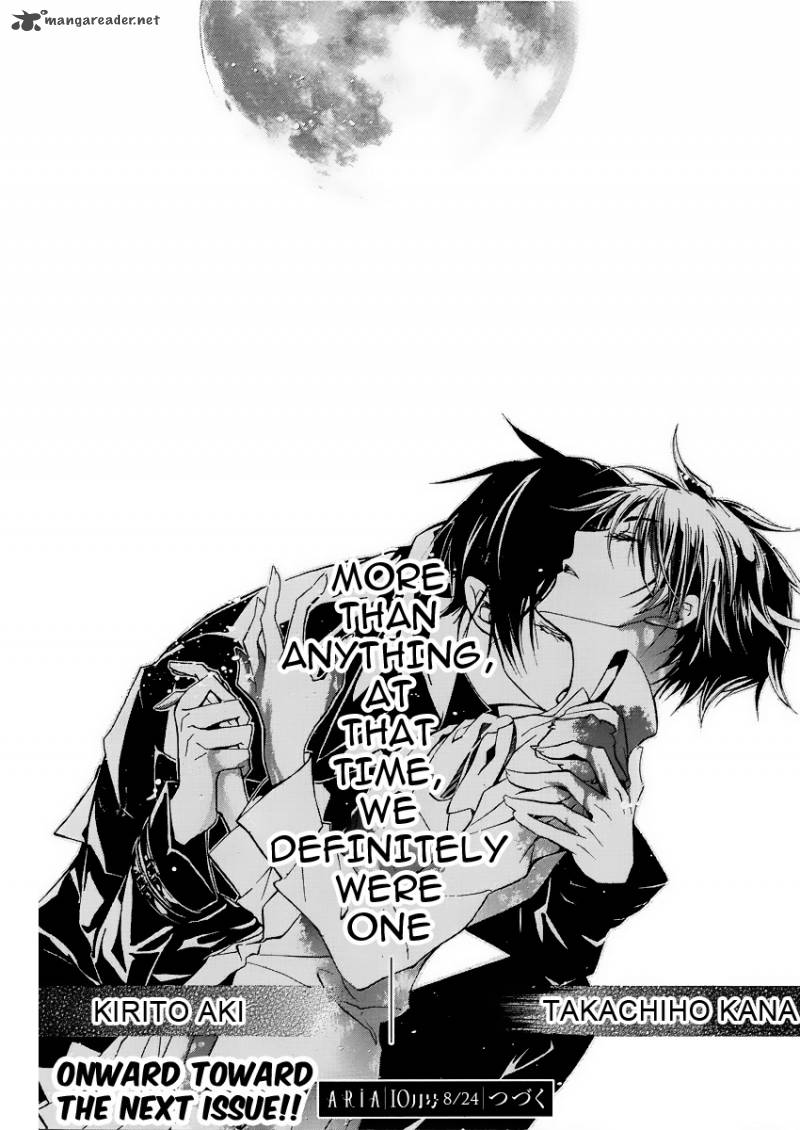 mangareader.net
MORE
THAN
ANYTHING,
AT
THAT
TIME,
WE
DEFINITELY
WERE
ONE
KIRITO AKI
TAKACHIHO KANA
ONWARD TOWARD
THE NEXT ISSUE!!
ARIA 10月号 8/24 つづく